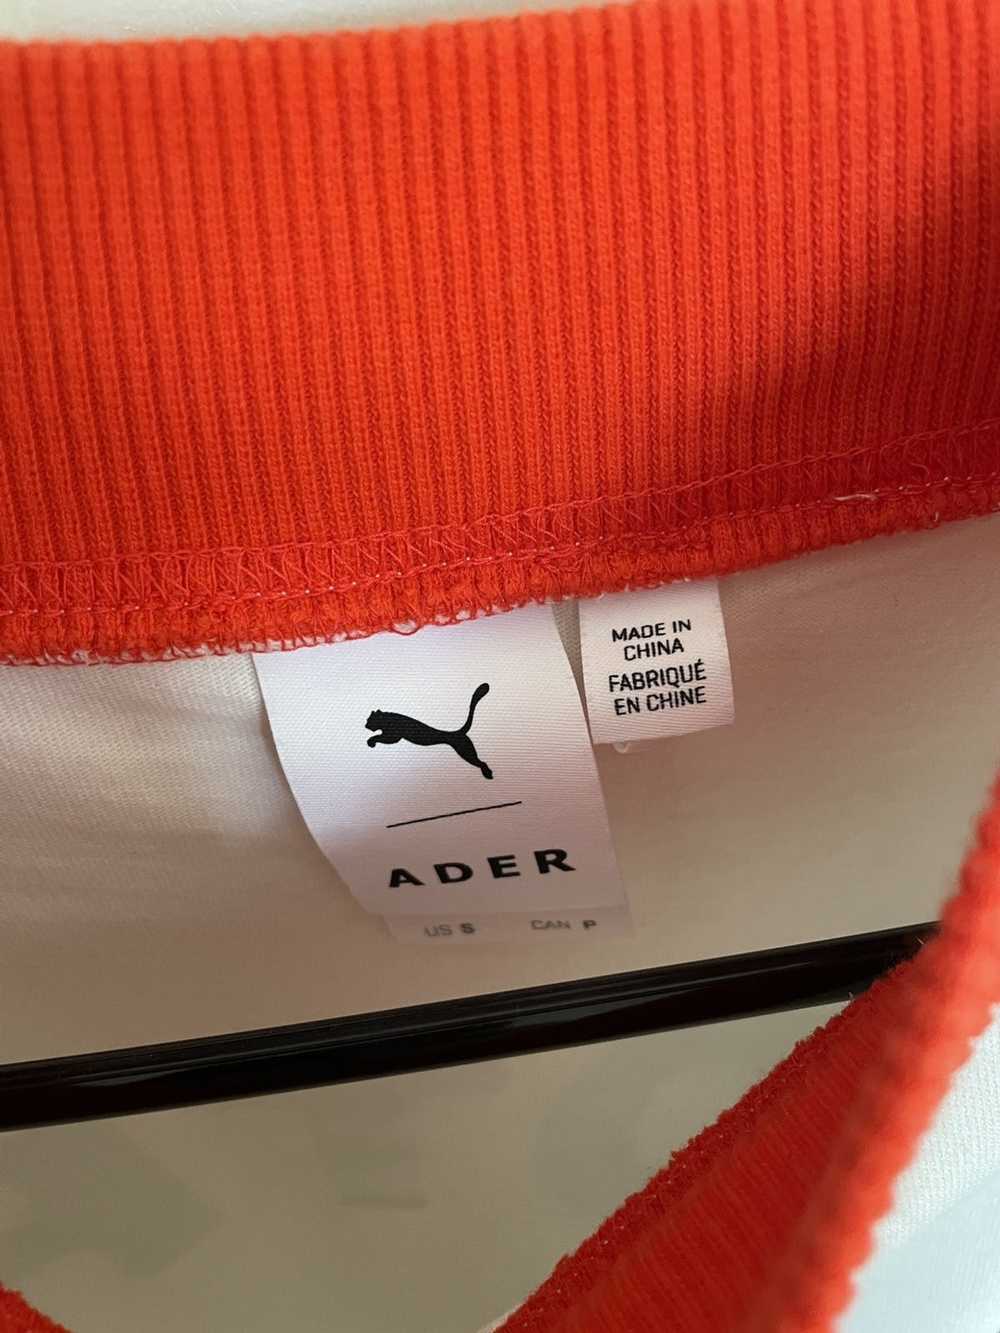 MADE IN
CHINA
FABRIQUÉ
EN CHINE
ADER
US S CAN P